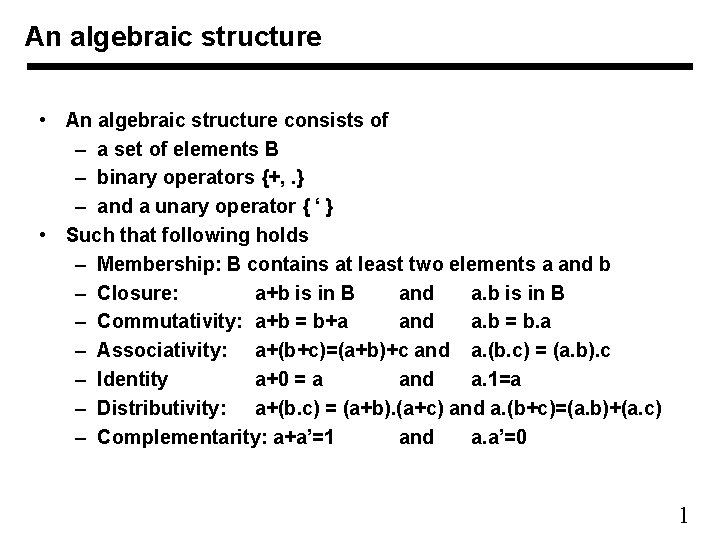 An algebraic structure
• An algebraic structure consists of
– a set of elements B
– binary operators {+, .}
– and a unary operator { ‘ }
• Such that following holds
– Membership: B contains at least two elements a and b
– Closure: a+b is in B and a.b is in B
– Commutativity: a+b = b+a and a.b = b.a
– Associativity: a+(b+c)=(a+b)+c and a.(b.c) = (a.b).c
– Identity a+0 = a and a.1=a
– Distributivity: a+(b.c) = (a+b).(a+c) and a.(b+c)=(a.b)+(a.c)
– Complementarity: a+a’=1 and a.a’=0
1